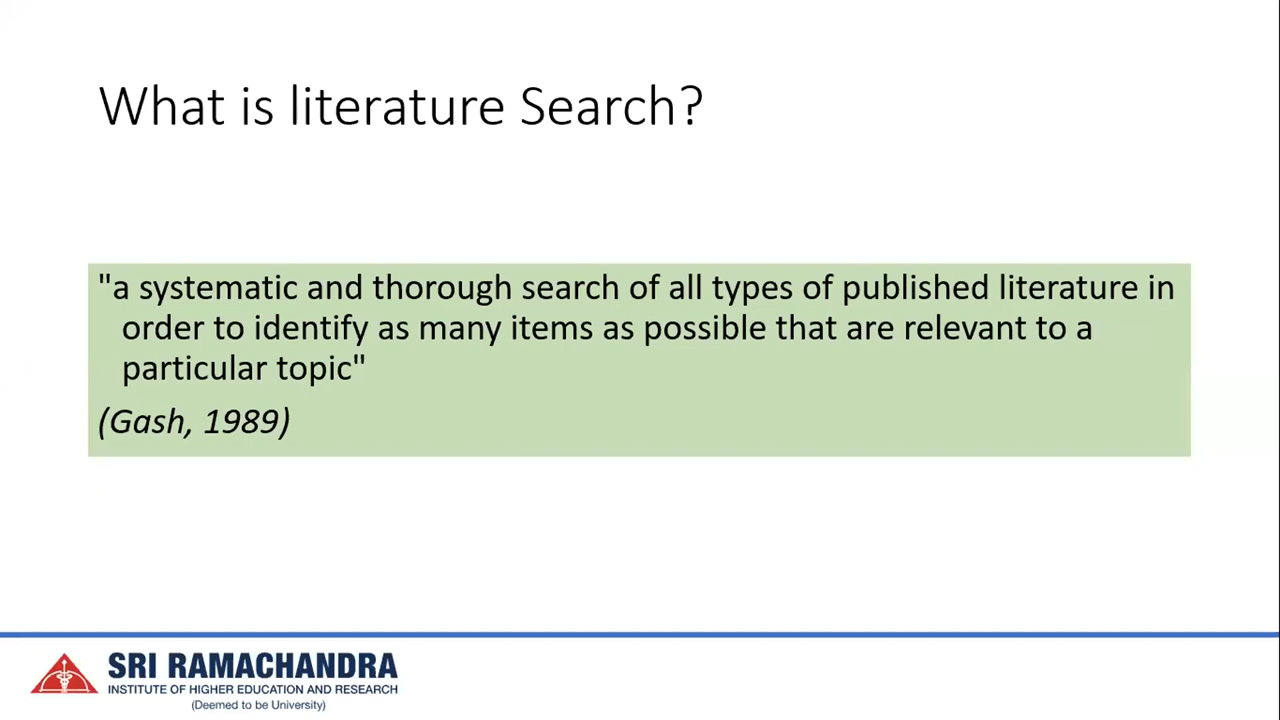 What is literature Search?
"a systematic and thorough search of all types of published literature in
order to identify as many items as possible that are relevant to a
particular topic"
(Gash, 1989)
SRI RAMACHANDRA
INSTITUTE OF HIGHER EDUCATION AND RESEARCH
(Deemed to be University)